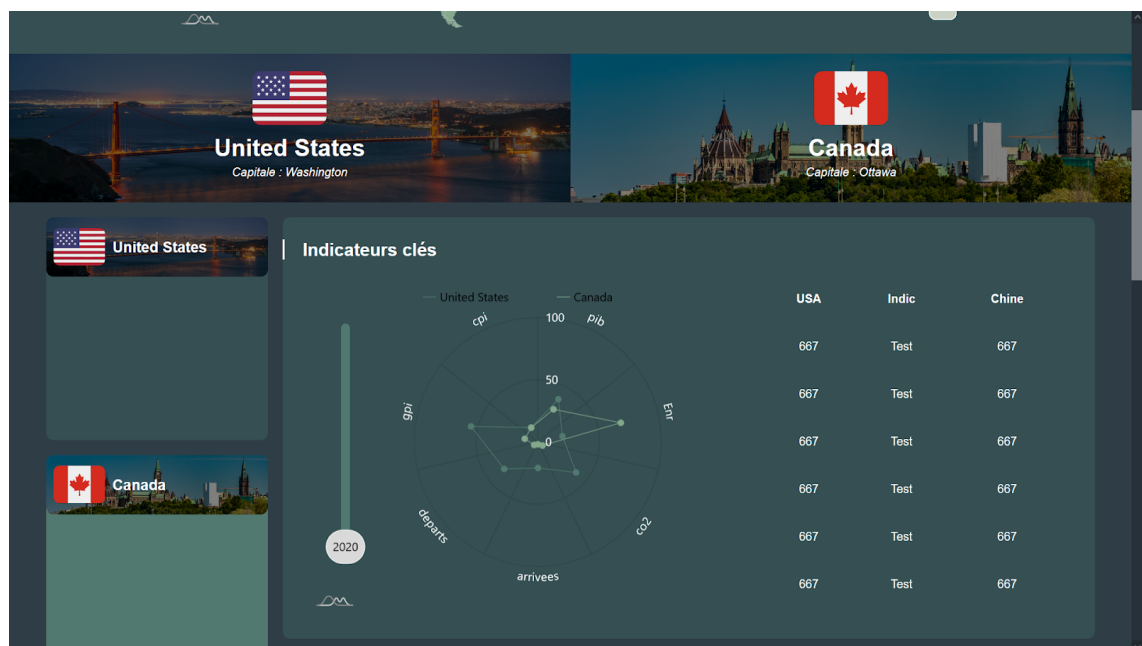 United States
Capitale : Washington
Canada
Capitale : Ottawa
United States
Canada
Indicateurs clés
United States
Canada
cpi
100
pib
50
Enr
gpi
0
departs
co2
arrivees
2020
USA Indic Chine
667 Test 667
667 Test 667
667 Test 667
667 Test 667
667 Test 667
667 Test 667